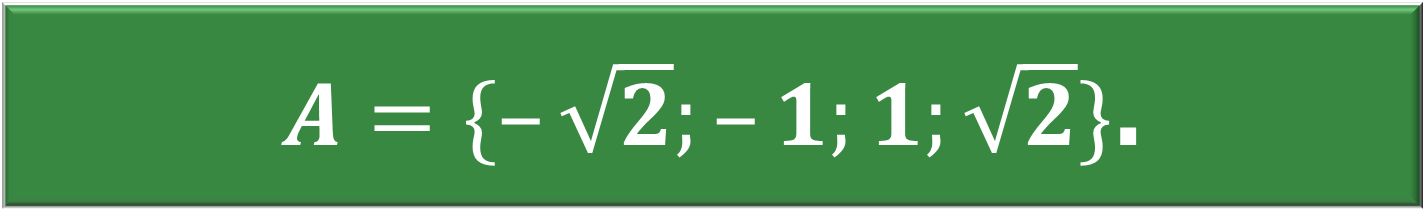 A = {− √2; − 1; 1; √2}.